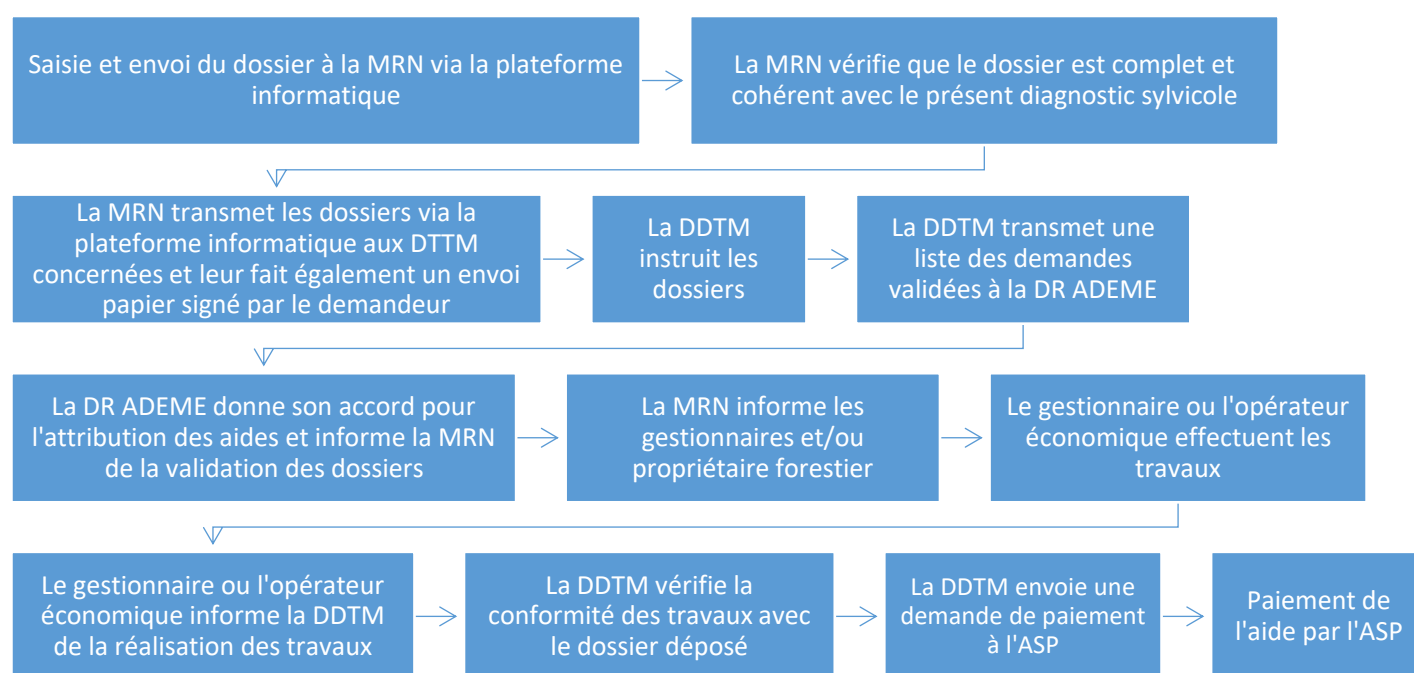 Saisie et envoi du dossier à la MRN via la plateforme
informatique
La MRN vérifie que le dossier est complet et
cohérent avec le présent diagnostic sylvicole
La MRN transmet les dossiers via la
plateforme informatique aux DTTM
concernées et leur fait également un envoi
papier signé par le demandeur
La DDTM
instruit les
dossiers
La DDTM transmet une
liste des demandes
validées à la DR ADEME
La DR ADEME donne son accord pour
l'attribution des aides et informe la MRN
de la validation des dossiers
La MRN informe les
gestionnaires et/ou
propriétaire forestier
Le gestionnaire ou l'opérateur
économique effectuent les
travaux
Le gestionnaire ou l'opérateur
économique informe la DDTM
de la réalisation des travaux
La DDTM vérifie la
conformité des travaux avec
le dossier déposé
La DDTM envoie une
demande de paiement
à l'ASP
Paiement de
l'aide par l'ASP